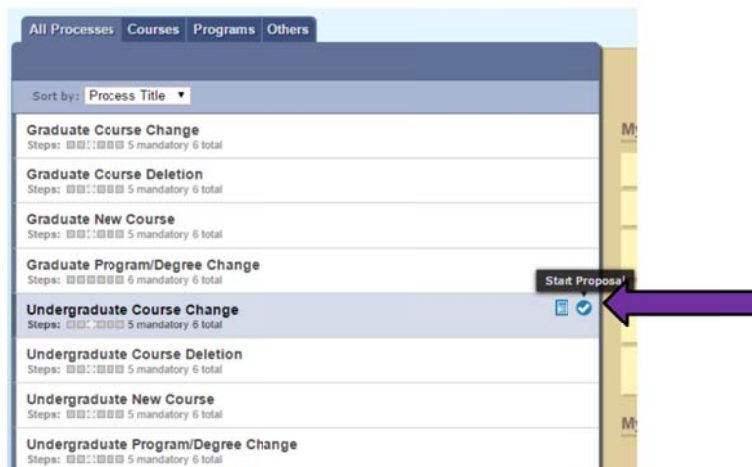 All Processes Courses Programs Others
Sort by: Process Title
Graduate Course Change
Steps: 5 mandatory 6 total
Graduate Course Deletion
Steps: 5 mandatory 6 total
Graduate New Course
Steps: 5 mandatory 6 total
Graduate Program/Degree Change
Steps: 6 mandatory 6 total
Start Proposal
Undergraduate Course Change
Steps: 5 mandatory 6 total
Undergraduate Course Deletion
Steps: 5 mandatory 6 total
Undergraduate New Course
Steps: 5 mandatory 6 total
Undergraduate Program/Degree Change
Steps: 5 mandatory 6 total